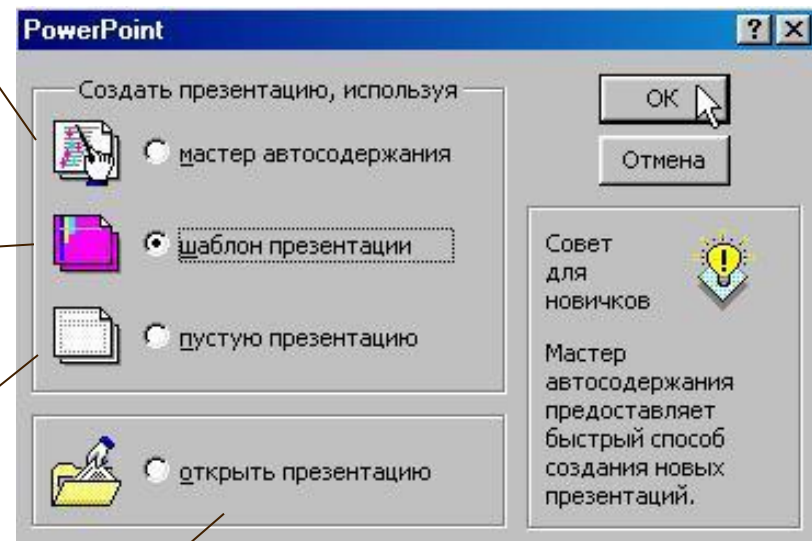 PowerPoint
Создать презентацию, используя
мастер автосодержания
шаблон презентации
пустую презентацию
открыть презентацию
OK
Отмена
Совет
для
новичков
Мастер
автосодержания
предоставляет
быстрый способ
создания новых
презентаций.